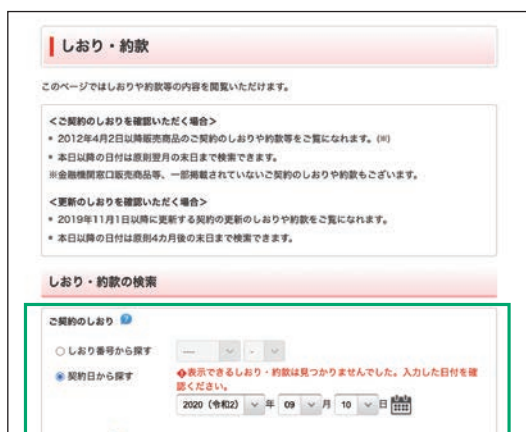 しおり・約款
このページではしおりや約款等の内容を閲覧いただけます。
<ご契約のしおりを確認いただく場合>
• 2012年4月2日以降販売商品のご契約のしおりや約款等をご覧になれます。(※)
• 本日以降の日付は原則翌月の末日まで検索できます。
※金融機関窓口販売商品等、一部掲載されていないご契約のしおりや約款もございます。
<更新のしおりを確認いただく場合>
• 2019年11月1日以降に更新する契約の更新のしおりや約款をご覧になれます。
• 本日以降の日付は原則4カ月後の末日まで検索できます。
しおり・約款の検索
ご契約のしおり ?
しおり番号から探す --- -
契約日から探す
表示できるしおり・約款は見つかりませんでした。入力した日付を確
認ください。
2020(令和2) 年 09 月 10 日